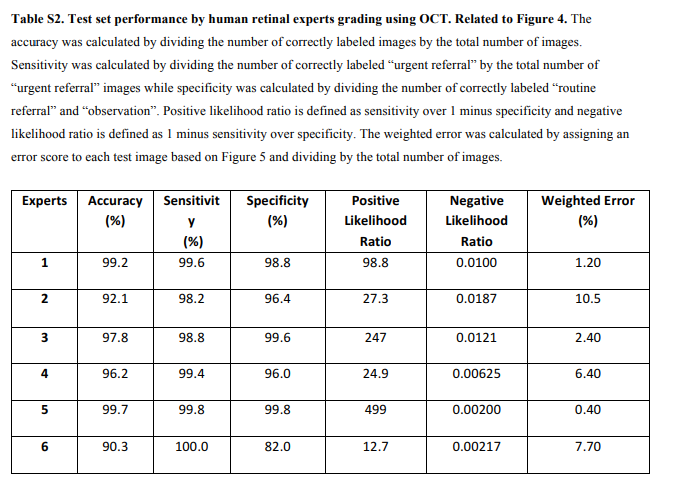 Table S2. Test set performance by human retinal experts grading using OCT. Related to Figure 4. The
accuracy was calculated by dividing the number of correctly labeled images by the total number of images.
Sensitivity was calculated by dividing the number of correctly labeled “urgent referral” by the total number of
“urgent referral” images while specificity was calculated by dividing the number of correctly labeled “routine
referral” and “observation”. Positive likelihood ratio is defined as sensitivity over 1 minus specificity and negative
likelihood ratio is defined as 1 minus sensitivity over specificity. The weighted error was calculated by assigning an
error score to each test image based on Figure 5 and dividing by the total number of images.
Experts Accuracy Sensitivit Specificity Positive Negative Weighted Error
(%) y (%) Likelihood Likelihood (%)
(%) Ratio Ratio
1 99.2 99.6 98.8 98.8 0.0100 1.20
2 92.1 98.2 96.4 27.3 0.0187 10.5
3 97.8 98.8 99.6 247 0.0121 2.40
4 96.2 99.4 96.0 24.9 0.00625 6.40
5 99.7 99.8 99.8 499 0.00200 0.40
6 90.3 100.0 82.0 12.7 0.00217 7.70